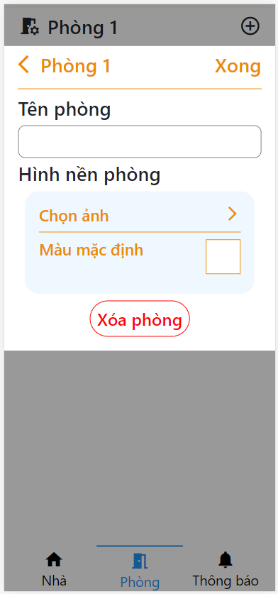 Phòng 1
Phòng 1 Xong
Tên phòng
Hình nền phòng
Chọn ảnh
Màu mặc định
Xóa phòng
Nhà Phòng Thông báo